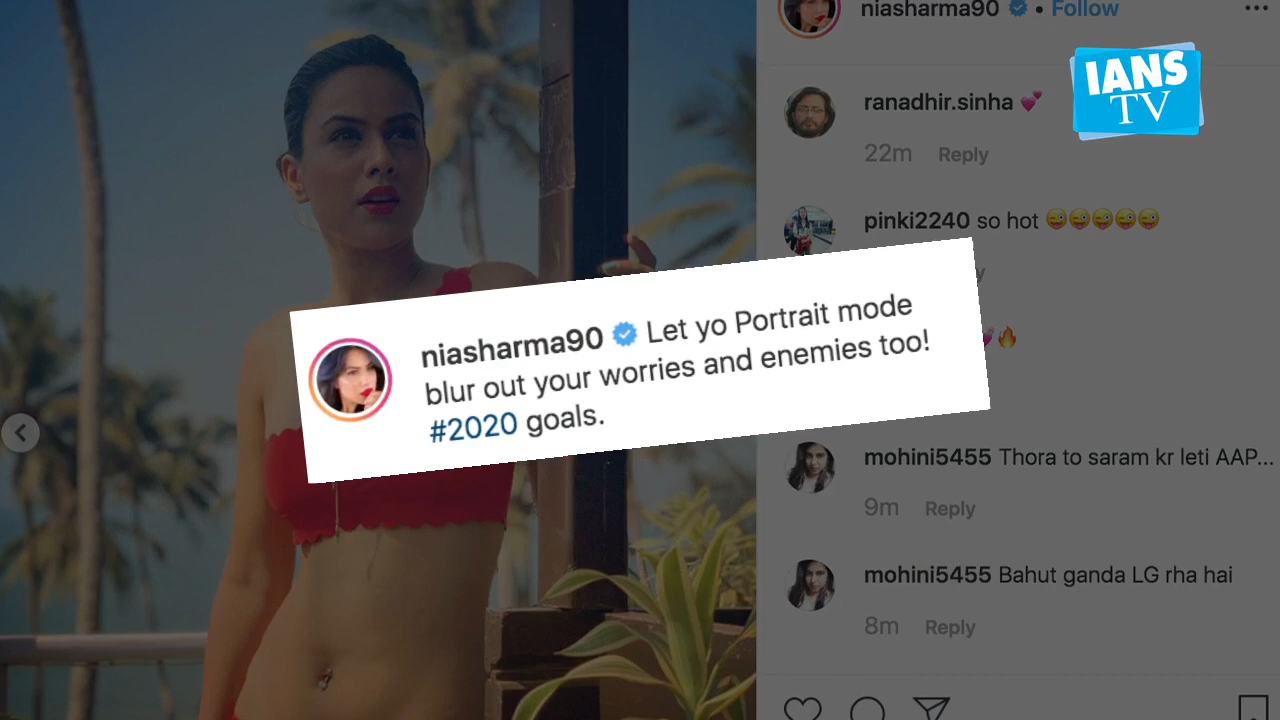 niasharma90 • Follow
IANS
TV
ranadhir.sinha 💕
22m Reply
pinki2240 so hot 😜😜😜😜😜
niasharma90 Let yo Portrait mode
blur out your worries and enemies too!
#2020 goals.
mohini5455 Thora to saram kr leti AAP...
9m Reply
mohini5455 Bahut ganda LG rha hai
8m Reply